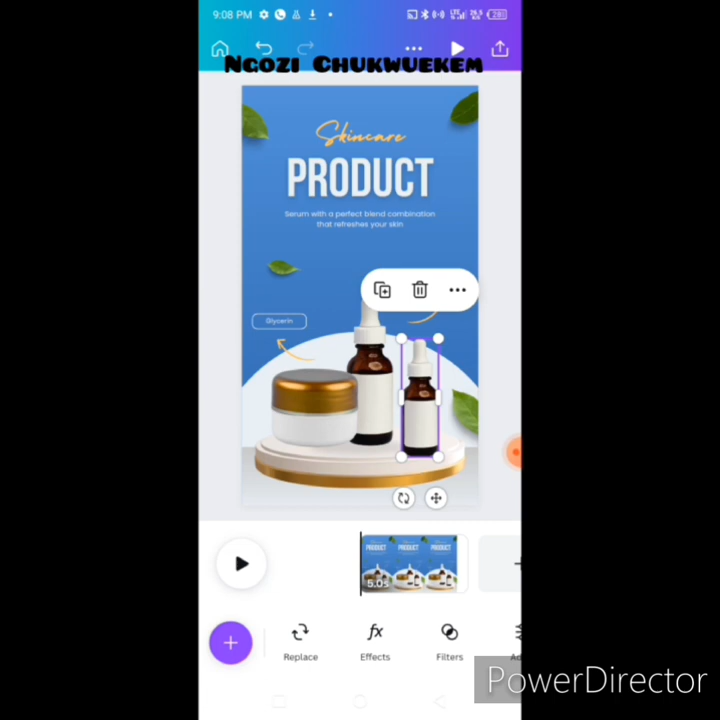 9:08 PM
Ngozi Chukwuekem
Skincare
PRODUCT
Serum with a perfect blend combination
that refreshes your skin
Glycerin
PRODUCT PRODUCT PRODUCT
5.0s
Replace
Effects
Filters
PowerDirector